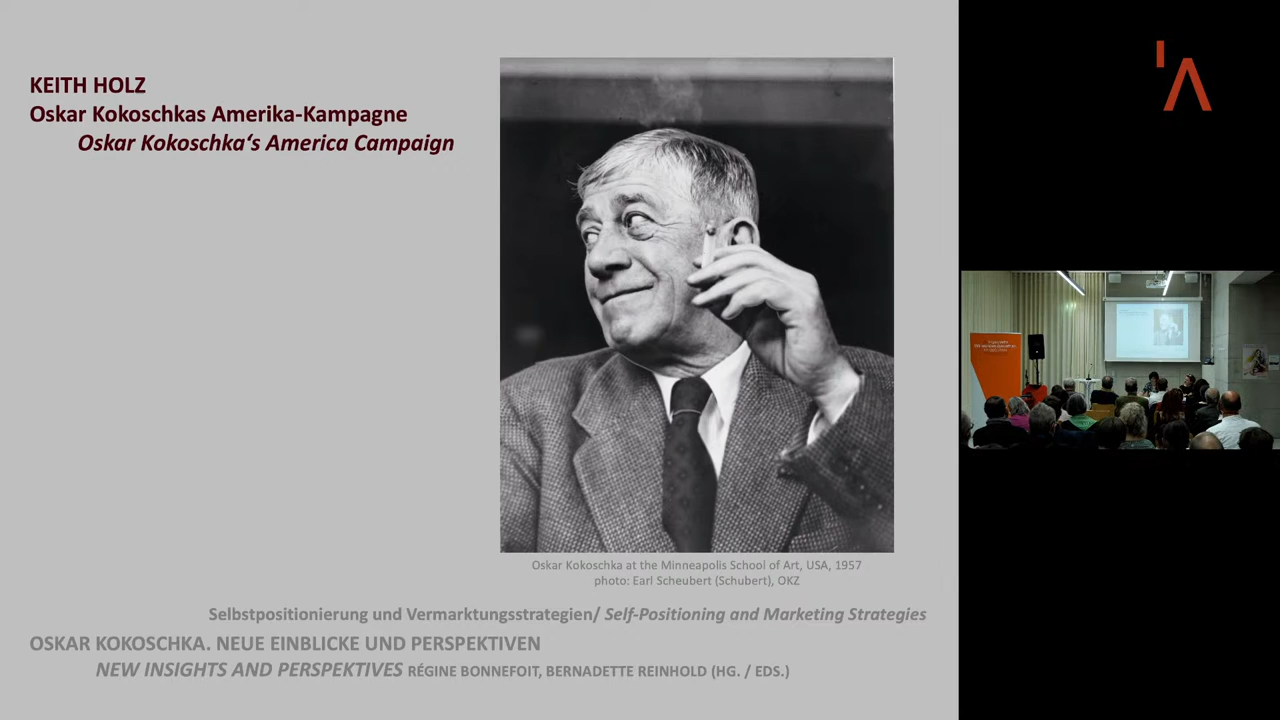 KEITH HOLZ
Oskar Kokoschkas Amerika-Kampagne
Oskar Kokoschka‘s America Campaign
Oskar Kokoschka at the Minneapolis School of Art, USA, 1957
photo: Earl Scheubert (Schubert), OKZ
Selbstpositionierung und Vermarktungsstrategien/ Self-Positioning and Marketing Strategies
OSKAR KOKOSCHKA. NEUE EINBLICKE UND PERSPEKTIVEN
NEW INSIGHTS AND PERSPEKTIVES RÉGINE BONNEFOIT, BERNADETTE REINHOLD (HG. / EDS.)